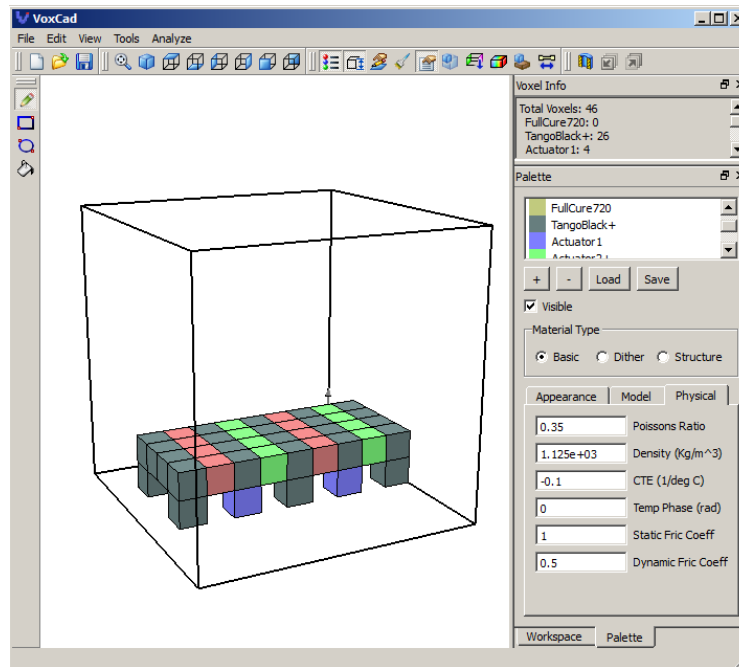 VoxCad
File Edit View Tools Analyze
Voxel Info
Total Voxels: 46
FullCure720: 0
TangoBlack+: 26
Actuator1: 4
Palette
FullCure720
TangoBlack+
Actuator1
Actuator2+
+ - Load Save
Visible
Material Type
Basic Dither Structure
Appearance Model Physical
0.35 Poissons Ratio
1.125e+03 Density (Kg/m^3)
-0.1 CTE (1/deg C)
0 Temp Phase (rad)
1 Static Fric Coeff
0.5 Dynamic Fric Coeff
Workspace Palette